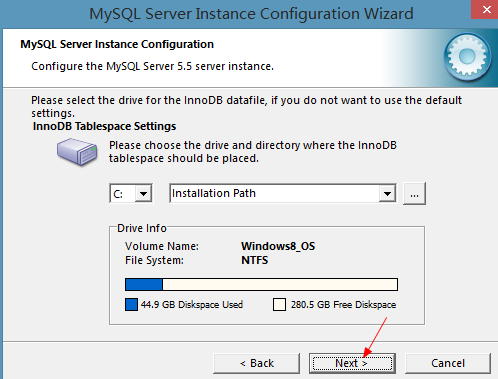 MySQL Server Instance Configuration Wizard
MySQL Server Instance Configuration
Configure the MySQL Server 5.5 server instance.
Please select the drive for the InnoDB datafile, if you do not want to use the default
settings.
InnoDB Tablespace Settings
Please choose the drive and directory where the InnoDB
tablespace should be placed.
C: Installation Path ...
Drive Info
Volume Name: Windows8_OS
File System: NTFS
44.9 GB Diskspace Used 280.5 GB Free Diskspace
< Back Next > Cancel